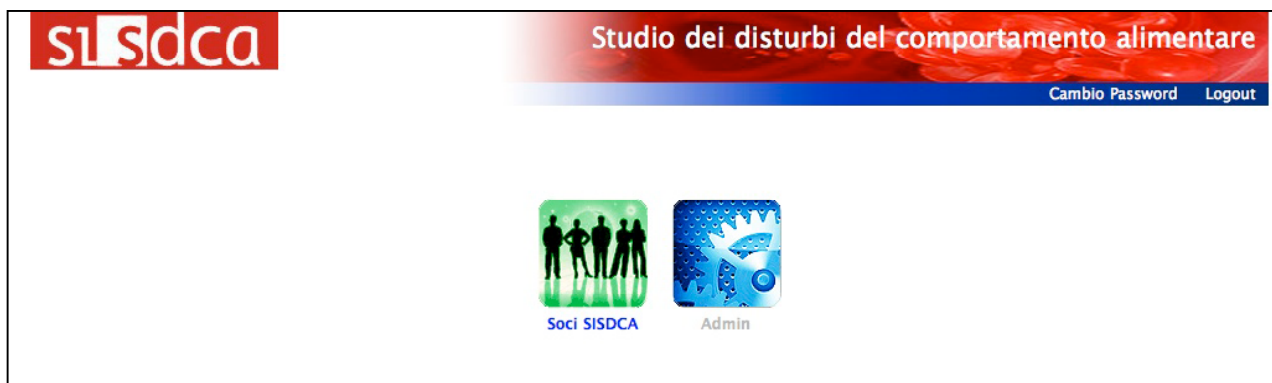 sisdca
Studio dei disturbi del comportamento alimentare
Cambio Password Logout
Soci SISDCA Admin